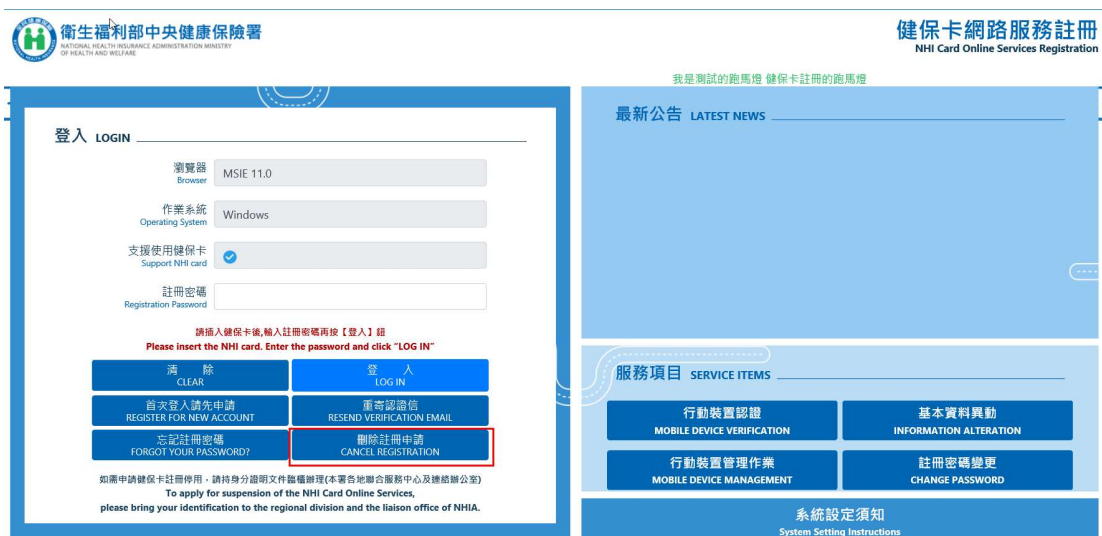 衛生福利部中央健康保險署
NATIONAL HEALTH INSURANCE ADMINISTRATION MINISTRY
OF HEALTH AND WELFARE
健保卡網路服務註冊
NHI Card Online Services Registration
我是測試的跑馬燈 健保卡註冊的跑馬燈
登入 LOGIN
瀏覽器
Browser
MSIE 11.0
作業系統
Operating System
Windows
支援使用健保卡
Support NHI card
註冊密碼
Registration Password
請插入健保卡後,輸入註冊密碼再按【登入】鈕
Please insert the NHI card. Enter the password and click "LOG IN"
清 除
CLEAR
登 入
LOG IN
首次登入請先申請
REGISTER FOR NEW ACCOUNT
重寄認證信
RESEND VERIFICATION EMAIL
忘記註冊密碼
FORGOT YOUR PASSWORD?
刪除註冊申請
CANCEL REGISTRATION
如需申請健保卡註冊停用，請持身分證明文件臨櫃辦理(本署各地聯合服務中心及連絡辦公室)
To apply for suspension of the NHI Card Online Services,
please bring your identification to the regional division and the liaison office of NHIA.
最新公告 LATEST NEWS
服務項目 SERVICE ITEMS
行動裝置認證
MOBILE DEVICE VERIFICATION
基本資料異動
INFORMATION ALTERATION
行動裝置管理作業
MOBILE DEVICE MANAGEMENT
註冊密碼變更
CHANGE PASSWORD
系統設定須知
System Setting Instructions